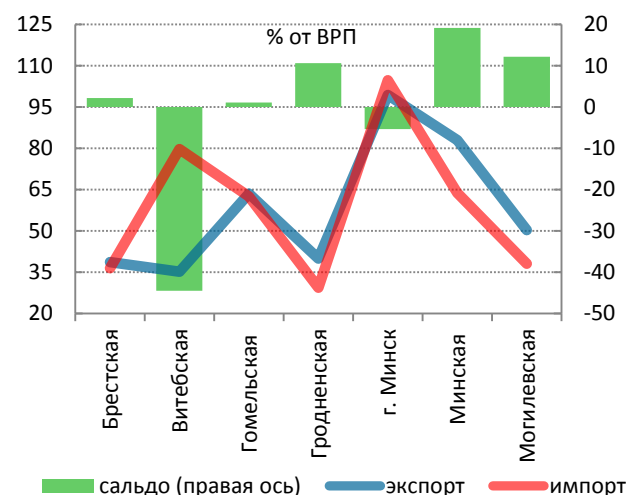 % от ВРП
125
110
95
80
65
50
35
20
20
10
0
-10
-20
-30
-40
-50
Брестская
Витебская
Гомельская
Гродненская
г. Минск
Минская
Могилевская
сальдо (правая ось) экспорт импорт